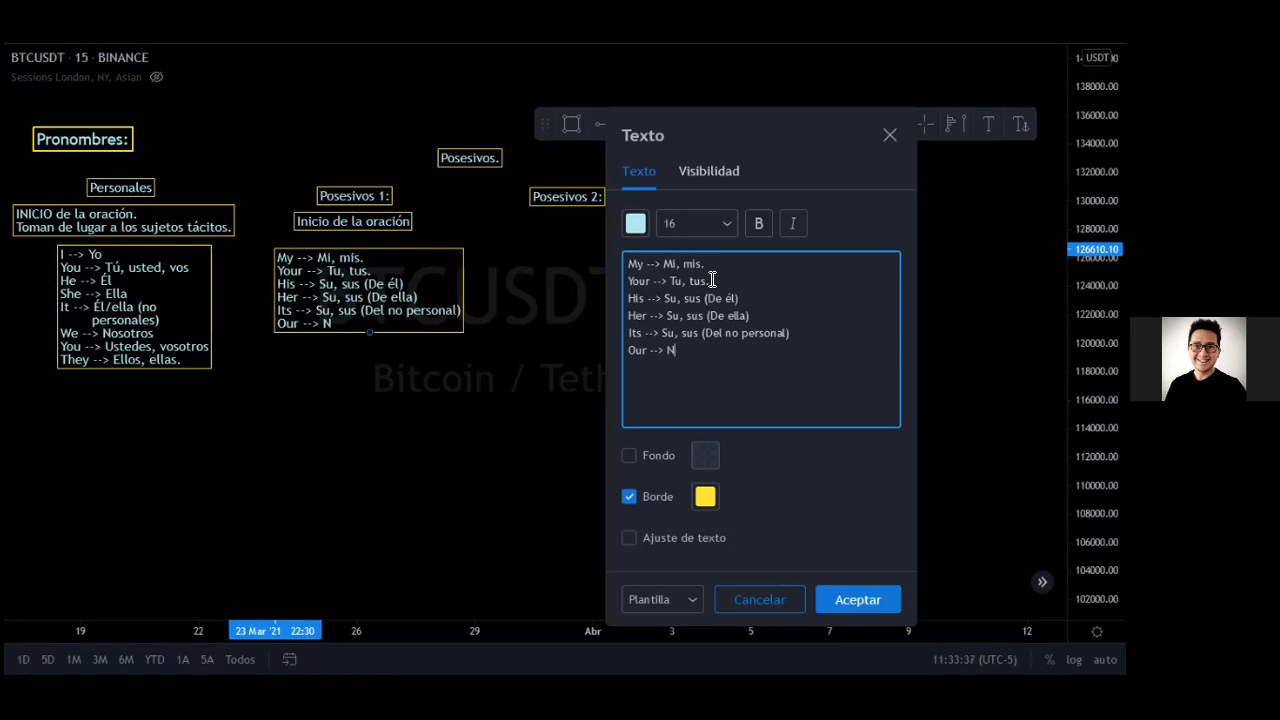 BTCUSDT · 15 · BINANCE
Sessions London, NY, Asian
USDT
138000.00
136000.00
134000.00
132000.00
130000.00
128000.00
126610.10
126000.00
124000.00
122000.00
120000.00
118000.00
116000.00
114000.00
112000.00
110000.00
108000.00
106000.00
104000.00
102000.00
Pronombres:
Personales
INICIO de la oración.
Toman de lugar a los sujetos tácitos.
I --> Yo
You --> Tú, usted, vos
He --> Él
She --> Ella
It --> Él/ella (no
personales)
We --> Nosotros
You --> Ustedes, vosotros
They --> Ellos, ellas.
Posesivos.
Posesivos 1:
Inicio de la oración
My --> Mi, mis.
Your --> Tu, tus.
His --> Su, sus (De él)
Her --> Su, sus (De ella)
Its --> Su, sus (Del no personal)
Our --> N
Posesivos 2:
BTCUSDT
Bitcoin / Teth
Texto
Texto
Visibilidad
16
B
I
My --> Mi, mis.
Your --> Tu, tus.
His --> Su, sus (De él)
Her --> Su, sus (De ella)
Its --> Su, sus (Del no personal)
Our --> N
Fondo
Borde
Ajuste de texto
Plantilla
Cancelar
Aceptar
19
22
23 Mar '21 22:30
26
29
Abr
3
5
7
9
12
1D 5D 1M 3M 6M YTD 1A 5A Todos
11:33:37 (UTC-5)
% log auto